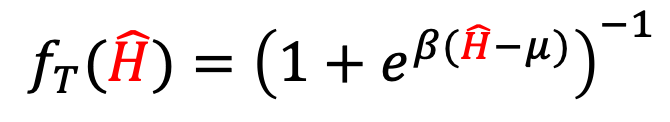 f_T(Ĥ) = (1 + e^{β(Ĥ−μ)})^{−1}